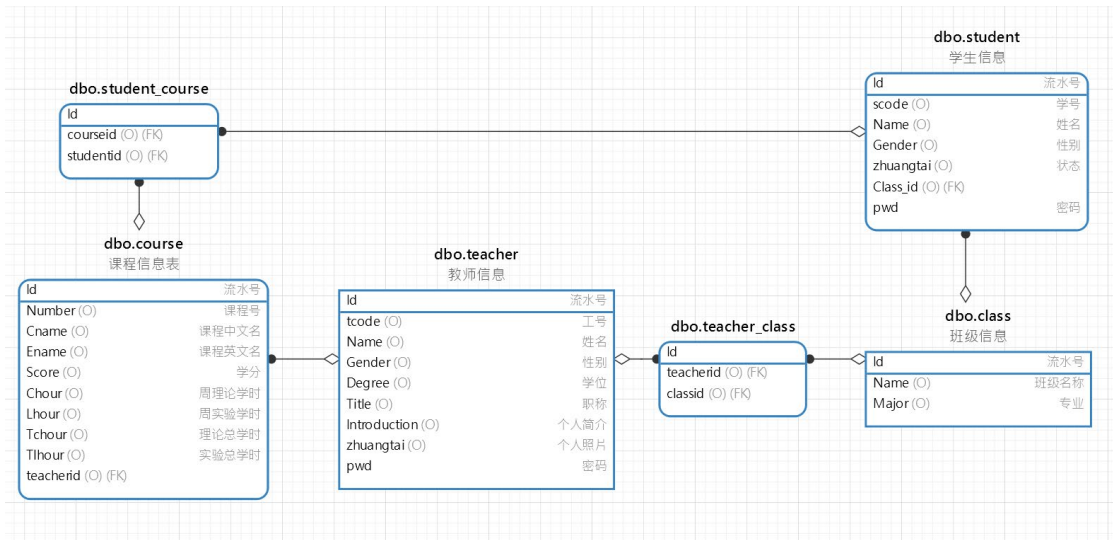 dbo.student_course
Id
courseid (O) (FK)
studentid (O) (FK)
dbo.student
学生信息
Id 流水号
scode (O) 学号
Name (O) 姓名
Gender (O) 性别
zhuangtai (O) 状态
Class_id (O) (FK)
pwd 密码
dbo.course
课程信息表
Id 流水号
Number (O) 课程号
Cname (O) 课程中文名
Ename (O) 课程英文名
Score (O) 学分
Chour (O) 周理论学时
Lhour (O) 周实验学时
Tchour (O) 理论总学时
Tlhour (O) 实验总学时
teacherid (O) (FK)
dbo.teacher
教师信息
Id 流水号
tcode (O) 工号
Name (O) 姓名
Gender (O) 性别
Degree (O) 学位
Title (O) 职称
Introduction (O) 个人简介
zhuangtai (O) 个人照片
pwd 密码
dbo.teacher_class
Id
teacherid (O) (FK)
classid (O) (FK)
dbo.class
班级信息
Id 流水号
Name (O) 班级名称
Major (O) 专业